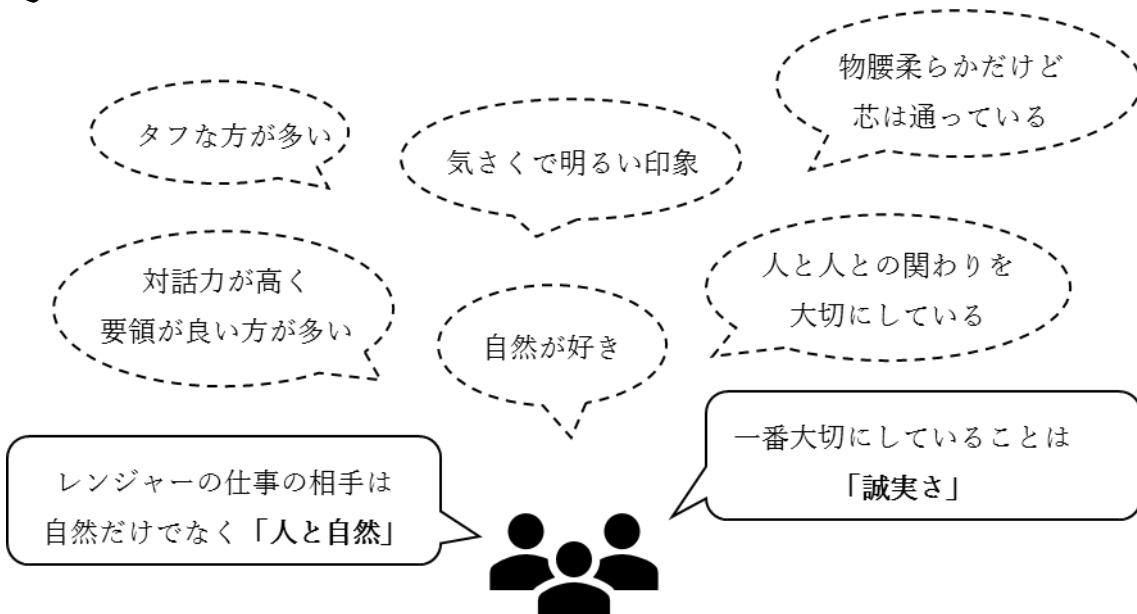 物腰柔らかだけど
芯は通っている
タフな方が多い
気さくで明るい印象
対話力が高く
要領が良い方が多い
人と人との関わりを
大切にしている
自然が好き
一番大切にしていることは
「誠実さ」
レンジャーの仕事の相手は
自然だけでなく「人と自然」